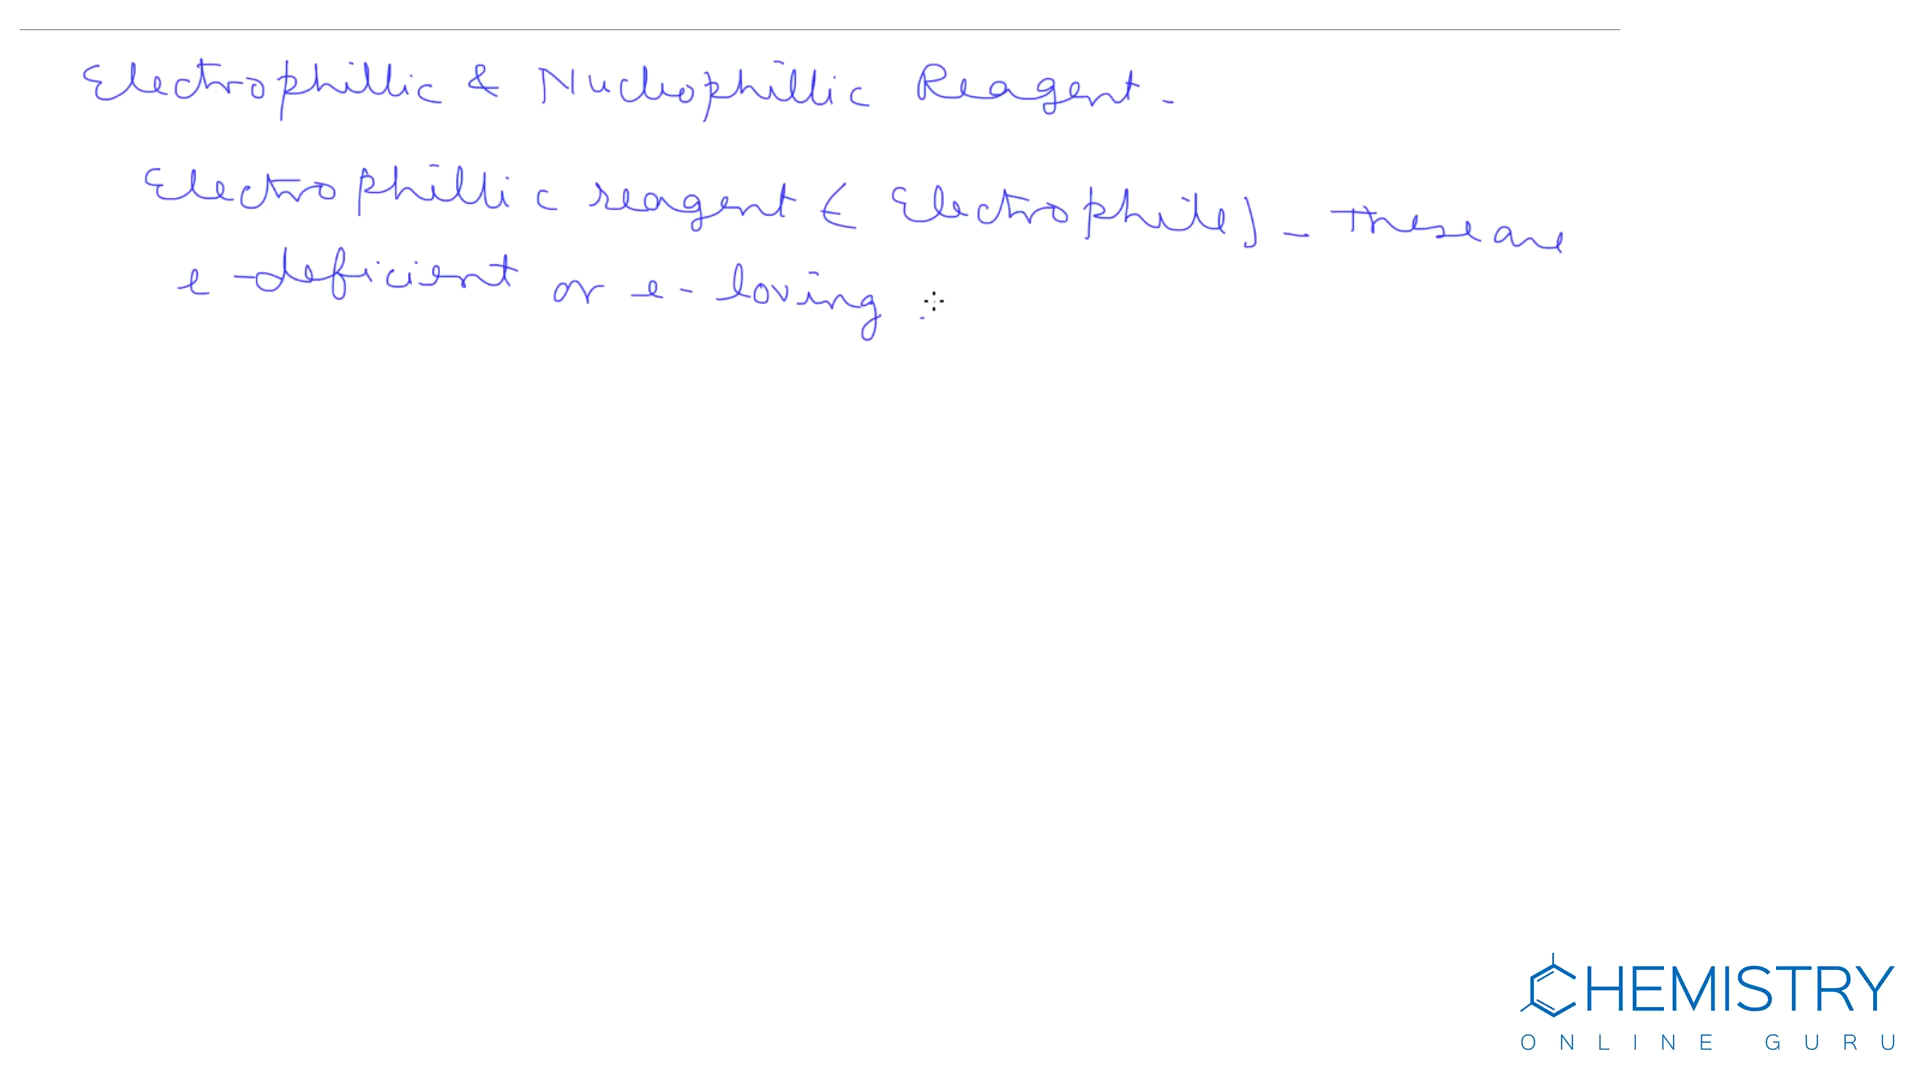 Electrophillic & Nucleophillic Reagent -
Electrophillic reagent ( Electrophile) - These are
e -deficient or e- loving
CHEMISTRY
ONLINE GURU